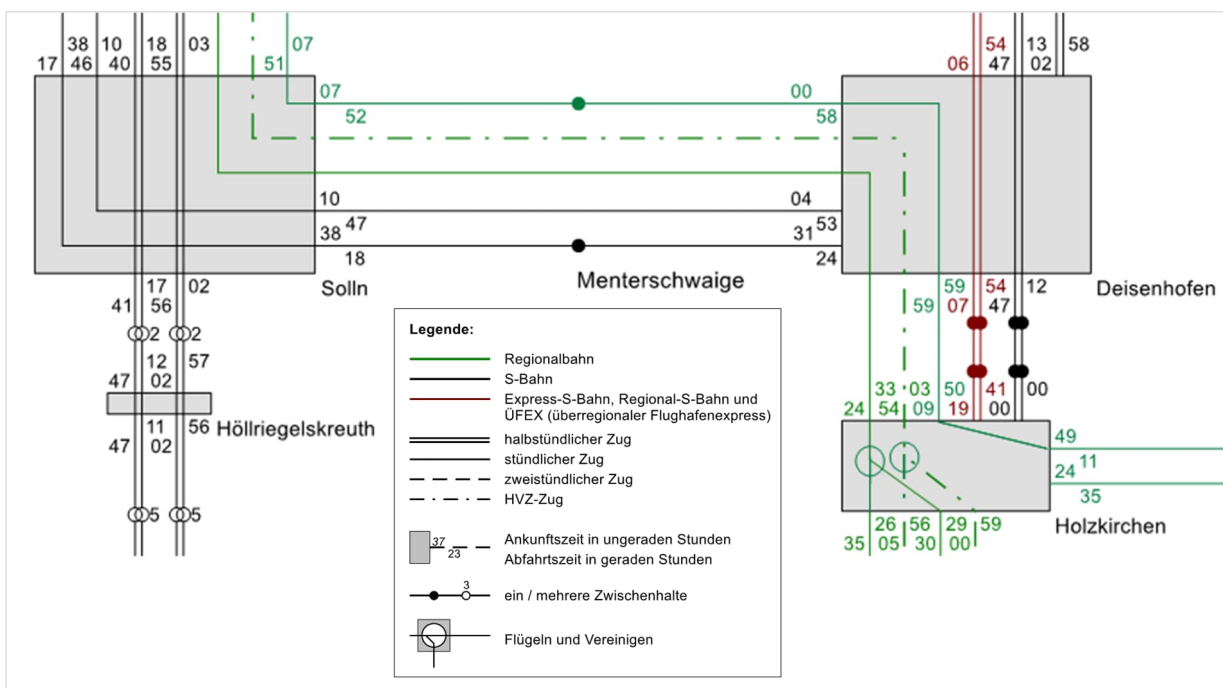 07 54 13 58
38 10 18 03
17 46 40 55 51 06 47 02
07 00
52 58
10 04
47 53
38 31
18 24
Solln
Menterschwaige
Deisenhofen
17 02 59 54 12
41 56 59 07 47
2 2
12 57
47 02
Höllriegelskreuth
11 56
47 02
5 5
33 03 50 41 00
24 54 09 19 00
49
11
24
35
Holzkirchen
26 56 29 59
35 05 30 00
Legende:
Regionalbahn
S-Bahn
Express-S-Bahn, Regional-S-Bahn und
ÜFEX (überregionaler Flughafenexpress)
halbstündlicher Zug
stündlicher Zug
zweistündlicher Zug
HVZ-Zug
37
23
Ankunftszeit in ungeraden Stunden
Abfahrtszeit in geraden Stunden
3
ein / mehrere Zwischenhalte
Flügeln und Vereinigen